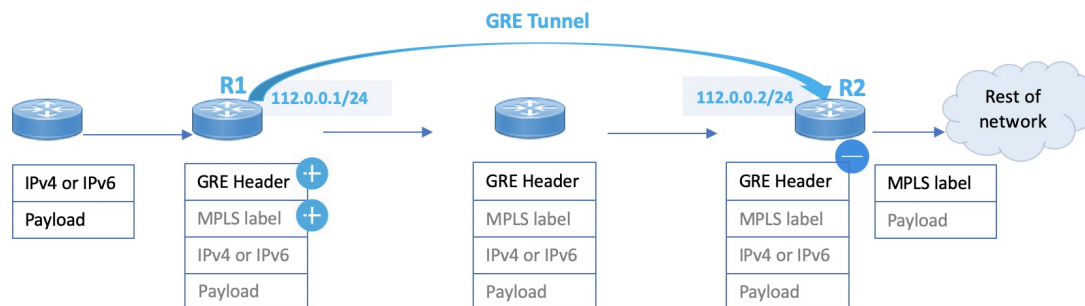 GRE Tunnel
R1
112.0.0.1/24
112.0.0.2/24
R2
Rest of
network
IPv4 or IPv6
Payload
GRE Header
MPLS label
IPv4 or IPv6
Payload
GRE Header
MPLS label
IPv4 or IPv6
Payload
GRE Header
MPLS label
IPv4 or IPv6
Payload
MPLS label
Payload